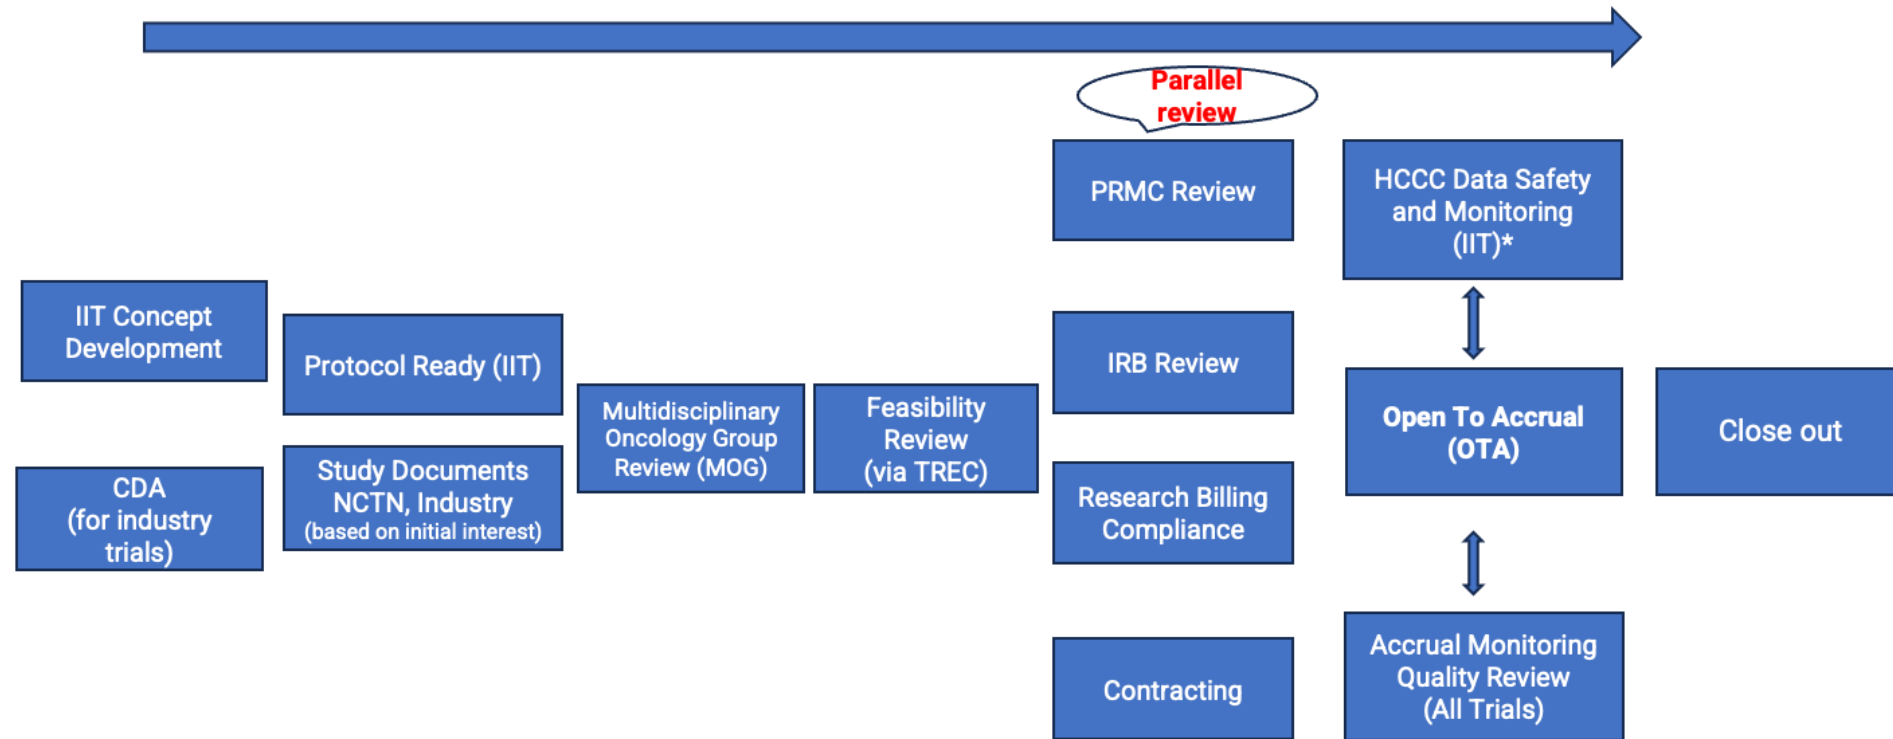 Parallel
review
PRMC Review
HCCC Data Safety
and Monitoring
(IIT)*
IIT Concept
Development
Protocol Ready (IIT)
IRB Review
Multidisciplinary
Oncology Group
Review (MOG)
Feasibility
Review
(via TREC)
Open To Accrual
(OTA)
Close out
CDA
(for industry
trials)
Study Documents
NCTN, Industry
(based on initial interest)
Research Billing
Compliance
Contracting
Accrual Monitoring
Quality Review
(All Trials)